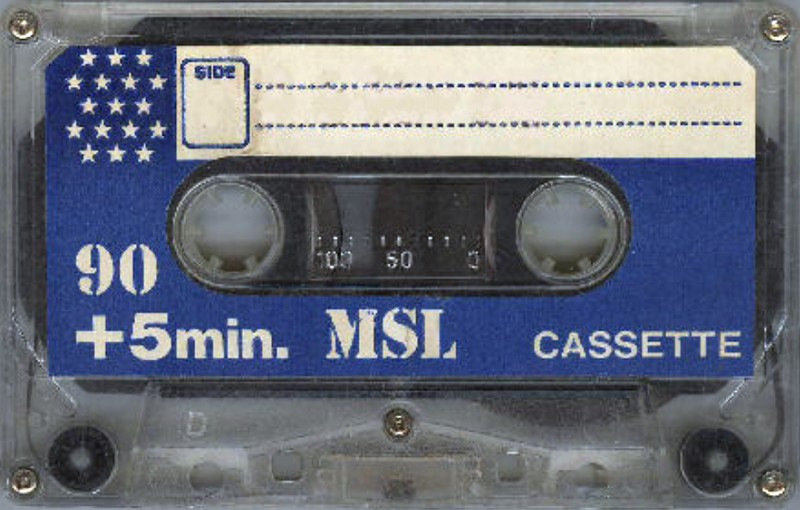 SIDE
100 50 0
90
+5min. MSL CASSETTE
D